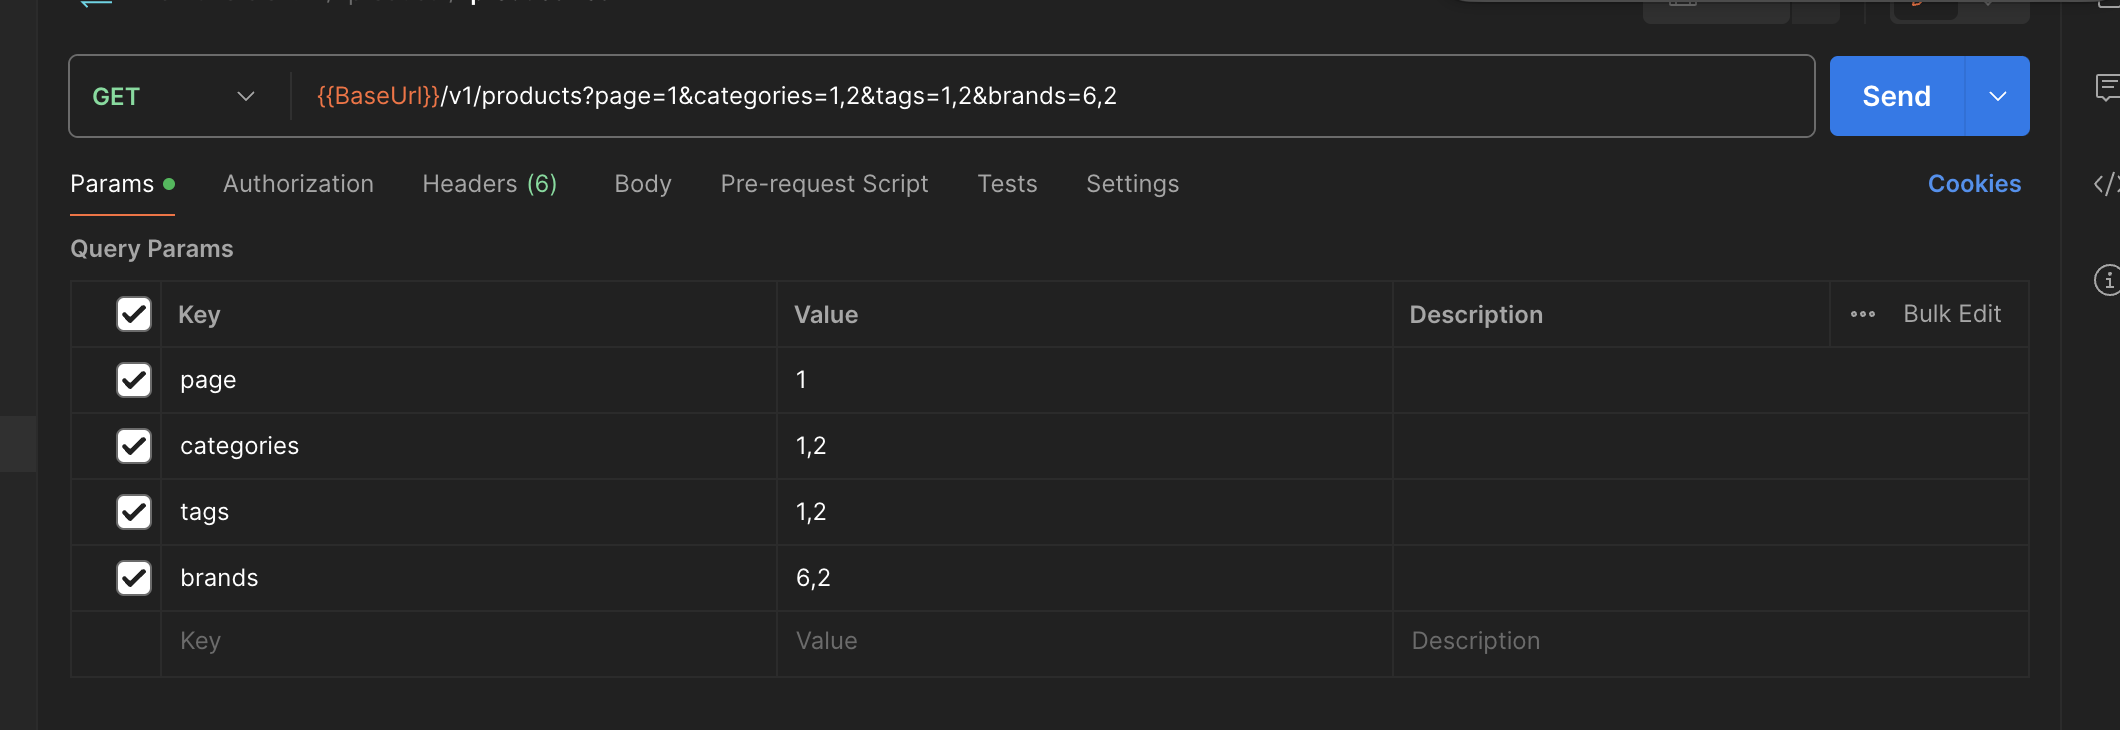 GET {{BaseUrl}}/v1/products?page=1&categories=1,2&tags=1,2&brands=6,2 Send
Params Authorization Headers (6) Body Pre-request Script Tests Settings Cookies
Query Params
Key Value Description Bulk Edit
page 1
categories 1,2
tags 1,2
brands 6,2
Key Value Description